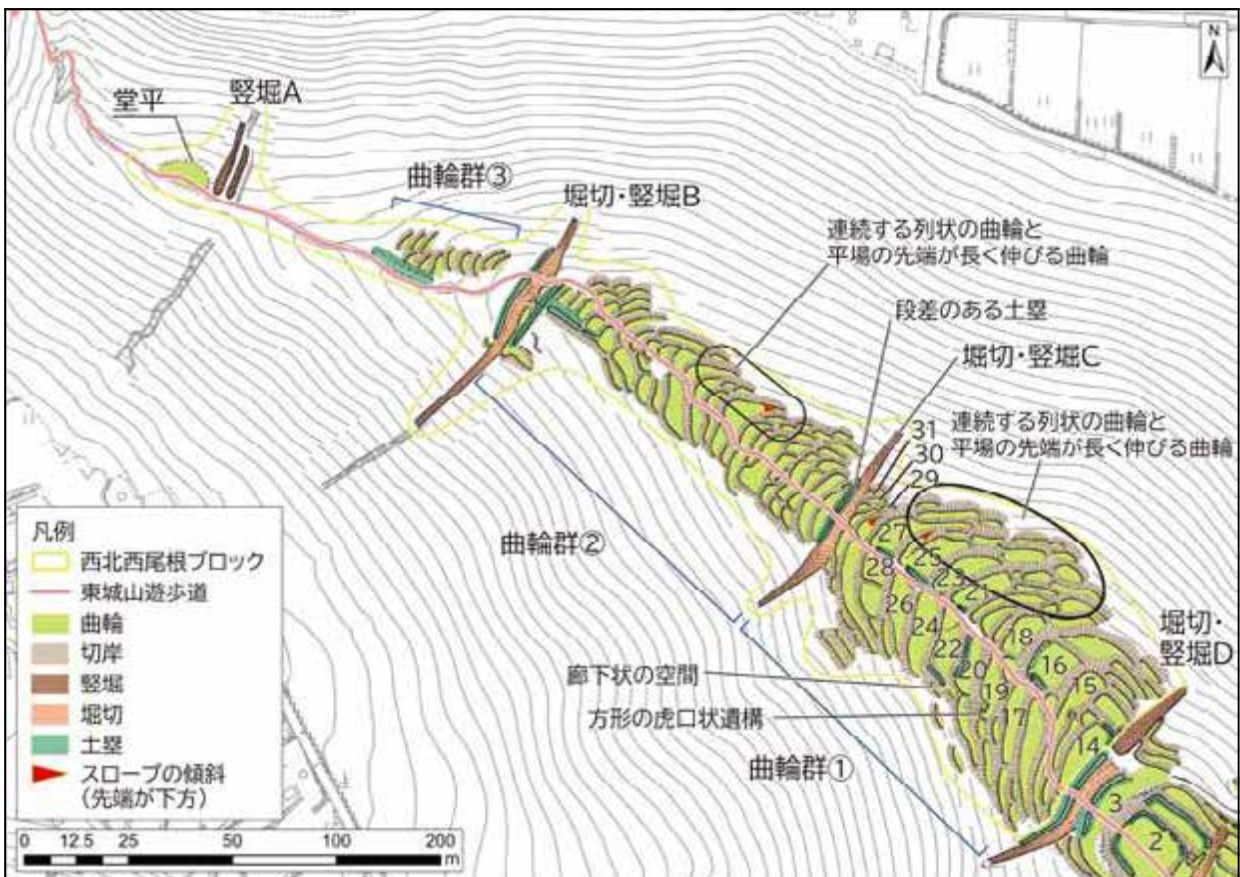 N
竪堀A
堂平
曲輪群③
堀切・竪堀B
連続する列状の曲輪と
平場の先端が長く伸びる曲輪
段差のある土塁
堀切・竪堀C
31
30
29
連続する列状の曲輪と
平場の先端が長く伸びる曲輪
27
25
23
21
28
26
24
22
20
19
18
17
16
15
14
3
2
曲輪群②
堀切・
竪堀D
廊下状の空間
方形の虎口状遺構
曲輪群①
凡例
西北西尾根ブロック
東城山遊歩道
曲輪
切岸
竪堀
堀切
土塁
スロープの傾斜
(先端が下方)
0 12.5 25 50 100 200
m